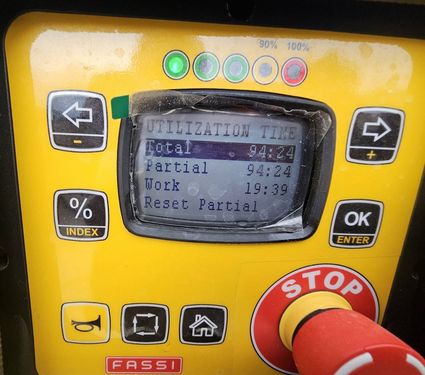 90% 100%
UTILIZATION TIME
Total 94:24
Partial 94:24
Work 19:39
Reset Partial
-
+
%
INDEX
OK
ENTER
STOP
FASSI